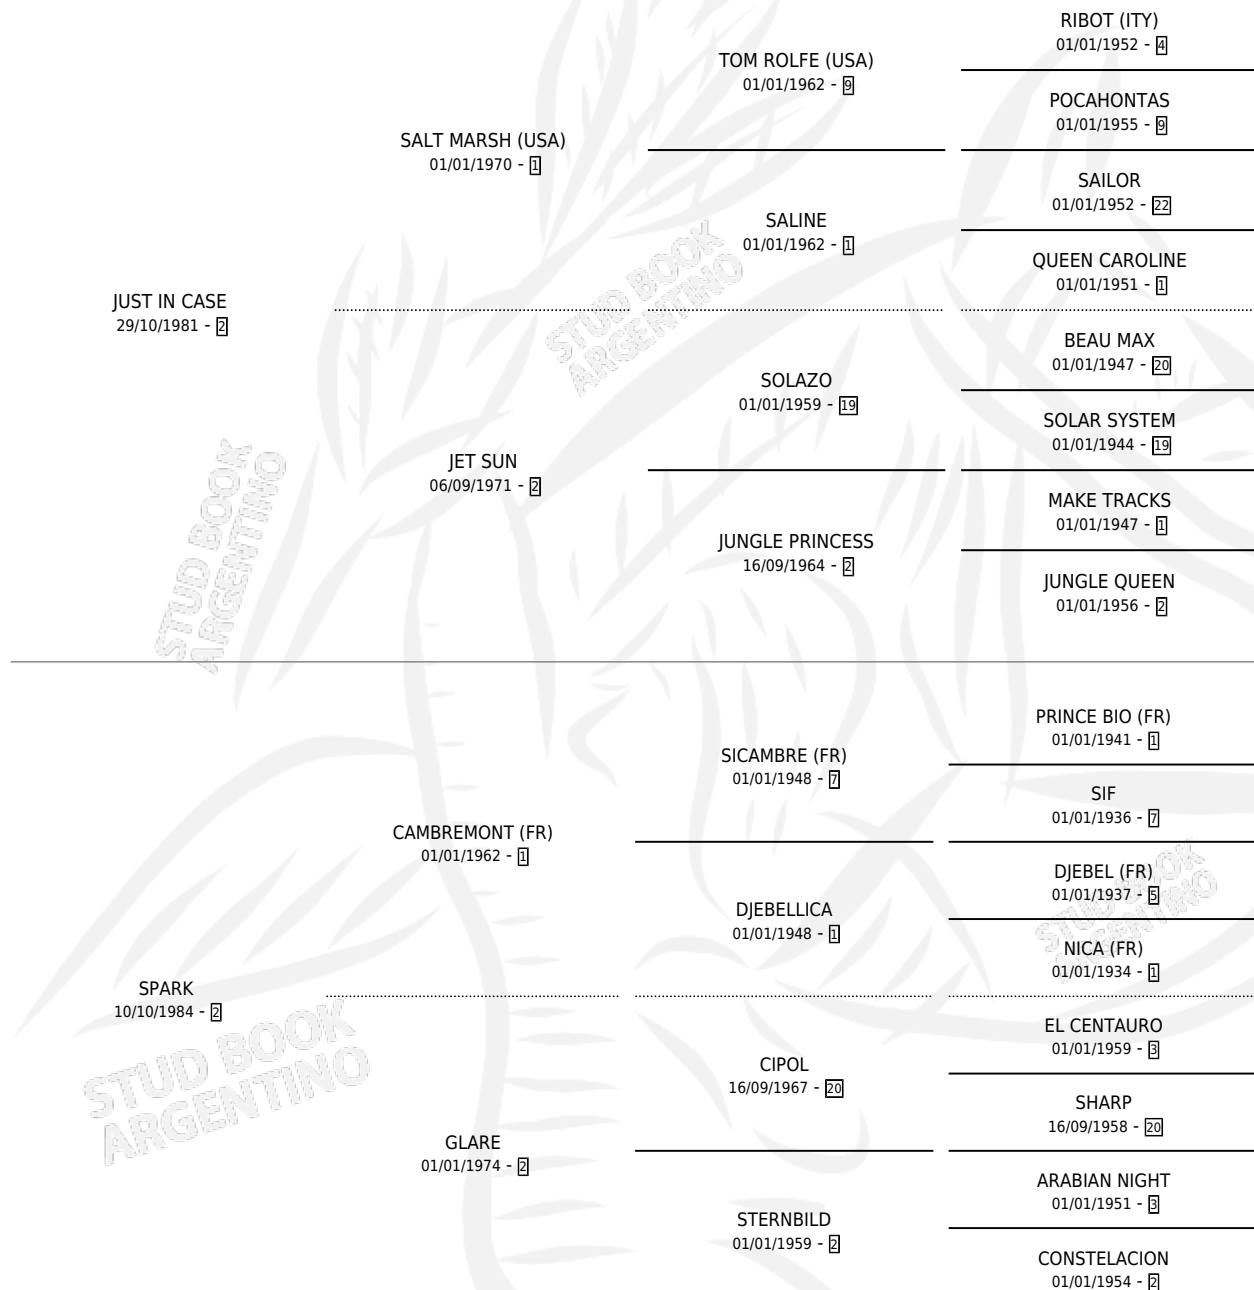 RIBOT (ITY)
01/01/1952 - 4
TOM ROLFE (USA)
01/01/1962 - 9
POCAHONTAS
01/01/1955 - 9
SALT MARSH (USA)
01/01/1970 - 1
SAILOR
01/01/1952 - 22
SALINE
01/01/1962 - 1
QUEEN CAROLINE
01/01/1951 - 1
JUST IN CASE
29/10/1981 - 2
STUD BOOK
ARGENTINO
BEAU MAX
01/01/1947 - 20
SOLAZO
01/01/1959 - 19
SOLAR SYSTEM
01/01/1944 - 19
JET SUN
06/09/1971 - 2
MAKE TRACKS
01/01/1947 - 1
JUNGLE PRINCESS
16/09/1964 - 2
JUNGLE QUEEN
01/01/1956 - 2
STUD BOOK
ARGENTINO
PRINCE BIO (FR)
01/01/1941 - 1
SICAMBRE (FR)
01/01/1948 - 7
SIF
01/01/1936 - 7
CAMBREMONT (FR)
01/01/1962 - 1
DJEBEL (FR)
01/01/1937 - 5
DJEBELLICA
01/01/1948 - 1
STUD BOOK
ARGENTINO
NICA (FR)
01/01/1934 - 1
SPARK
10/10/1984 - 2
STUD BOOK
ARGENTINO
EL CENTAURO
01/01/1959 - 3
CIPOL
16/09/1967 - 20
SHARP
16/09/1958 - 20
GLARE
01/01/1974 - 2
ARABIAN NIGHT
01/01/1951 - 3
STERNBILD
01/01/1959 - 2
CONSTELACION
01/01/1954 - 2